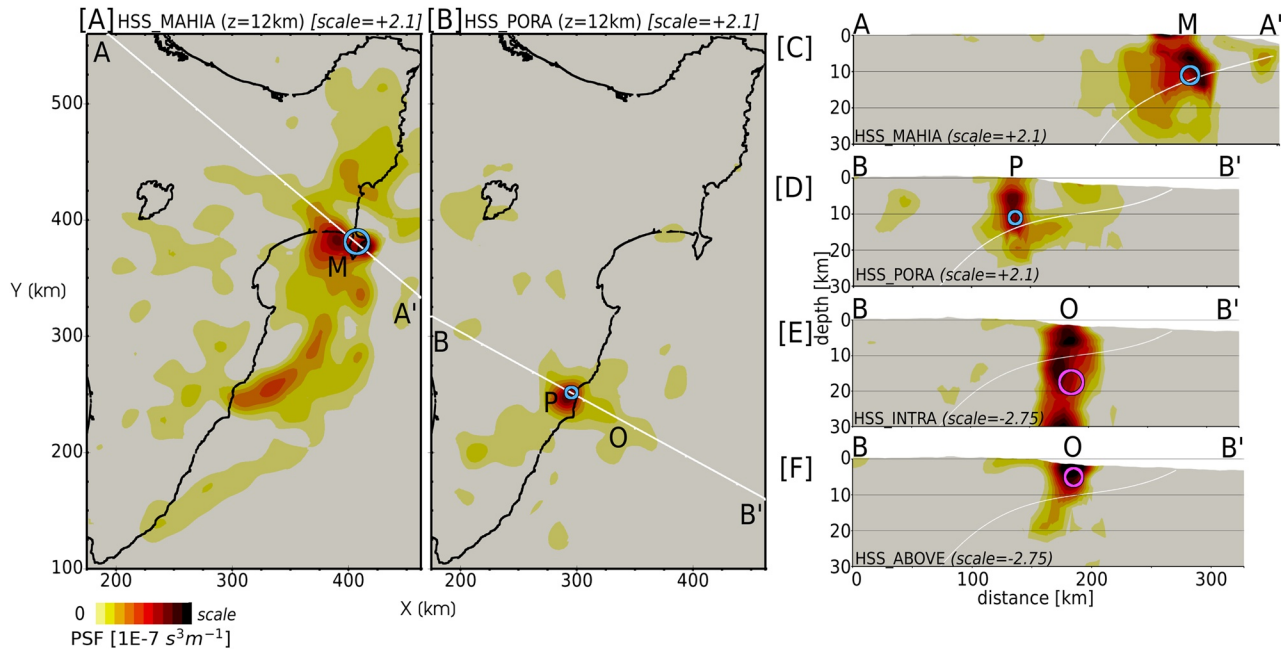 [A] HSS_MAHIA (z=12km) [scale=+2.1]
A
500
400
Y (km)
300
200
100
M
A'
200
300
400
[B] HSS_PORA (z=12km) [scale=+2.1]
B
P
O
B'
200
300
400
X (km)
0
scale
PSF [1E-7 s³m⁻¹]
[C]
A
M
A'
0
10
20
30
HSS_MAHIA (scale=+2.1)
[D]
B
P
B'
0
10
20
30
HSS_PORA (scale=+2.1)
depth [km]
[E]
B
O
B'
0
10
20
30
HSS_INTRA (scale=-2.75)
[F]
B
O
B'
0
10
20
30
HSS_ABOVE (scale=-2.75)
0
100
200
300
distance [km]